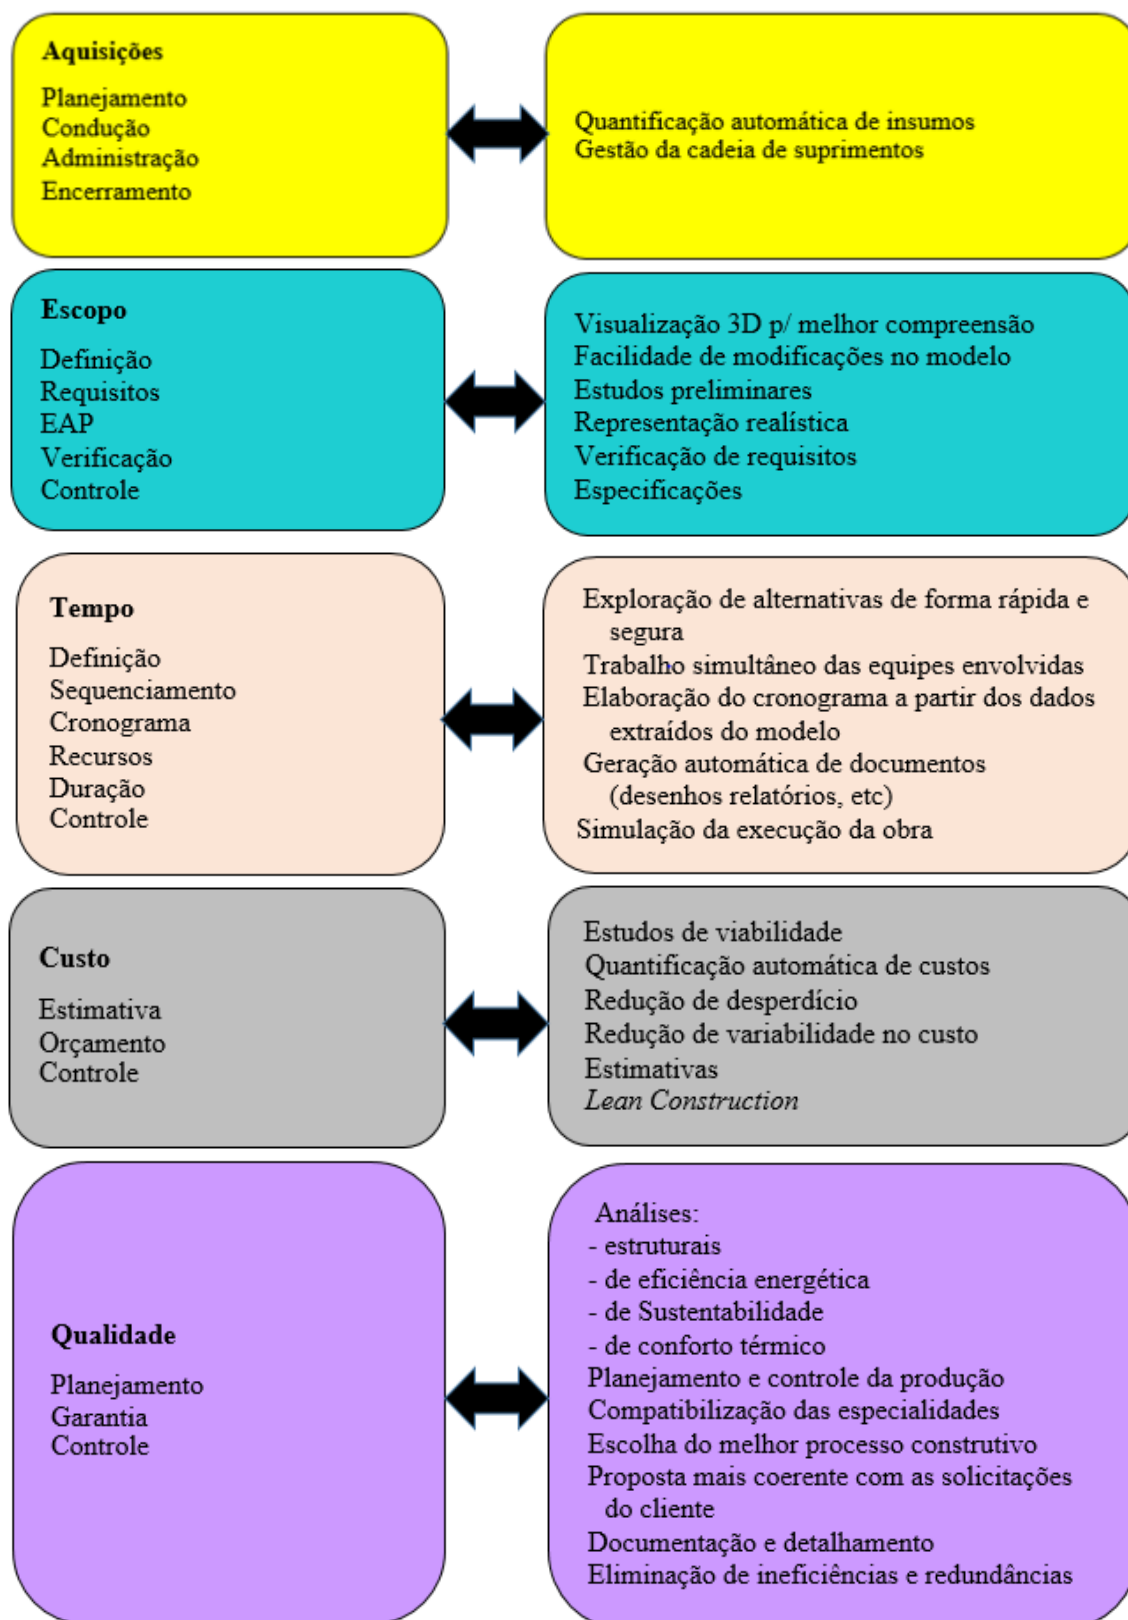 Aquisições
Planejamento
Condução
Administração
Encerramento
Quantificação automática de insumos
Gestão da cadeia de suprimentos
Escopo
Definição
Requisitos
EAP
Verificação
Controle
Visualização 3D p/ melhor compreensão
Facilidade de modificações no modelo
Estudos preliminares
Representação realística
Verificação de requisitos
Especificações
Tempo
Definição
Sequenciamento
Cronograma
Recursos
Duração
Controle
Exploração de alternativas de forma rápida e
segura
Trabalho simultâneo das equipes envolvidas
Elaboração do cronograma a partir dos dados
extraídos do modelo
Geração automática de documentos
(desenhos relatórios, etc)
Simulação da execução da obra
Custo
Estimativa
Orçamento
Controle
Estudos de viabilidade
Quantificação automática de custos
Redução de desperdício
Redução de variabilidade no custo
Estimativas
Lean Construction
Qualidade
Planejamento
Garantia
Controle
Análises:
- estruturais
- de eficiência energética
- de Sustentabilidade
- de conforto térmico
Planejamento e controle da produção
Compatibilização das especialidades
Escolha do melhor processo construtivo
Proposta mais coerente com as solicitações
do cliente
Documentação e detalhamento
Eliminação de ineficiências e redundâncias